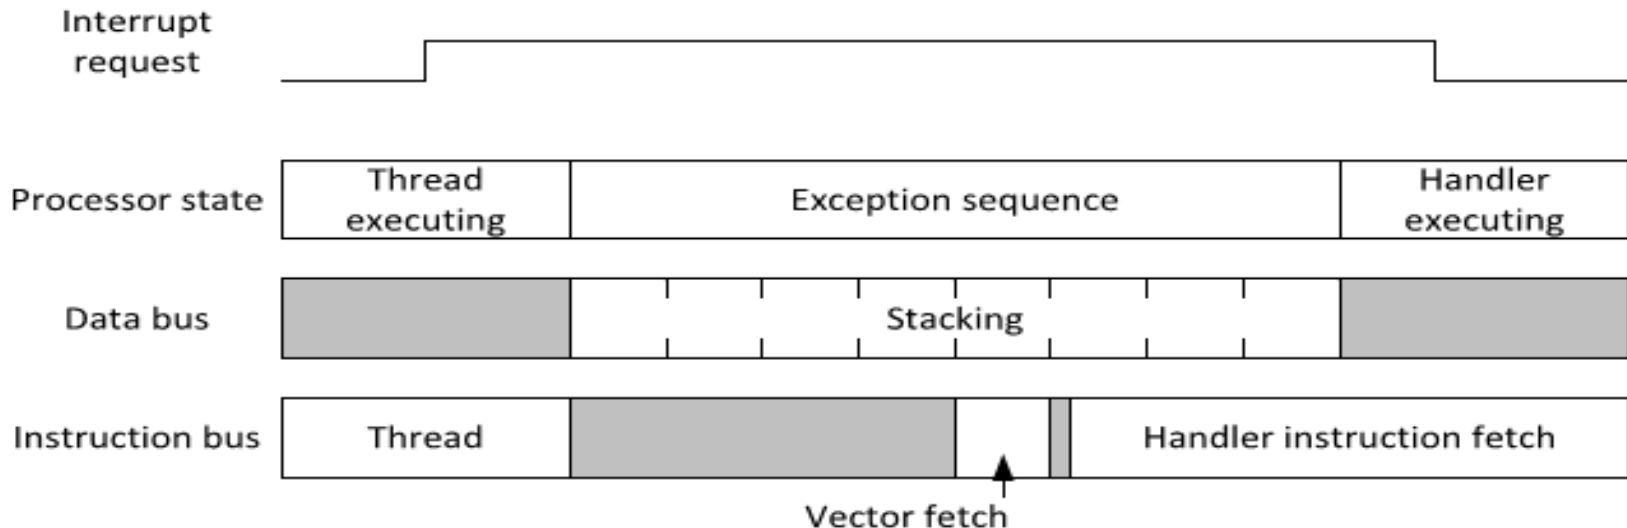 Interrupt
request
Processor state
Thread
executing
Exception sequence
Handler
executing
Data bus
Stacking
Instruction bus
Thread
Handler instruction fetch
Vector fetch